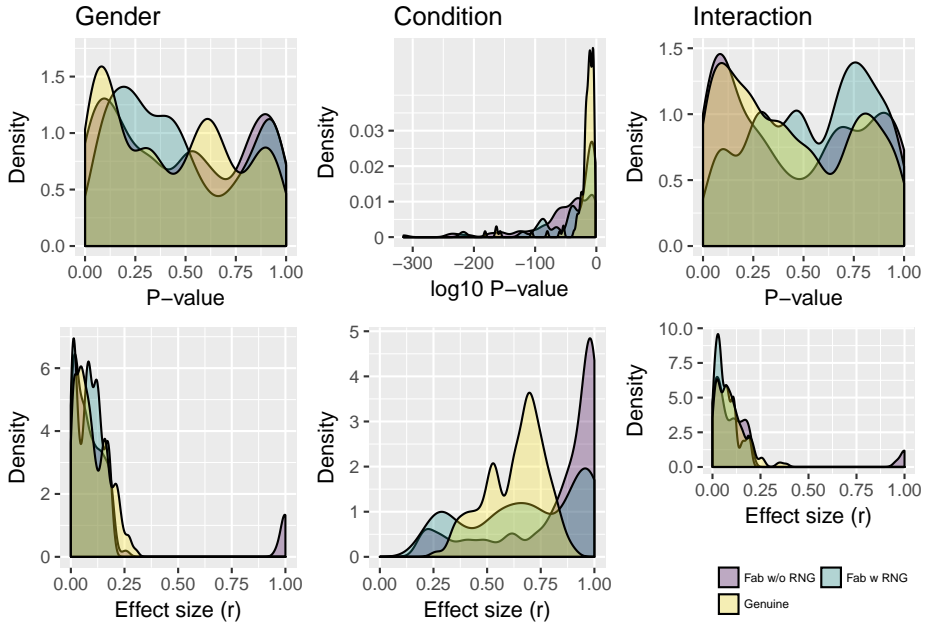 Gender
Condition
Interaction
Density
1.5
1.0
0.5
0.0
0.00 0.25 0.50 0.75 1.00
P−value
Density
0.03
0.02
0.01
0
−300 −200 −100 0
log10 P−value
Density
1.5
1.0
0.5
0.0
0.00 0.25 0.50 0.75 1.00
P−value
Density
6
4
2
0
0.00 0.25 0.50 0.75 1.00
Effect size (r)
Density
5
4
3
2
1
0
0.00 0.25 0.50 0.75 1.00
Effect size (r)
Density
10.0
7.5
5.0
2.5
0.0
0.00 0.25 0.50 0.75 1.00
Effect size (r)
Fab w/o RNG Fab w RNG
Genuine